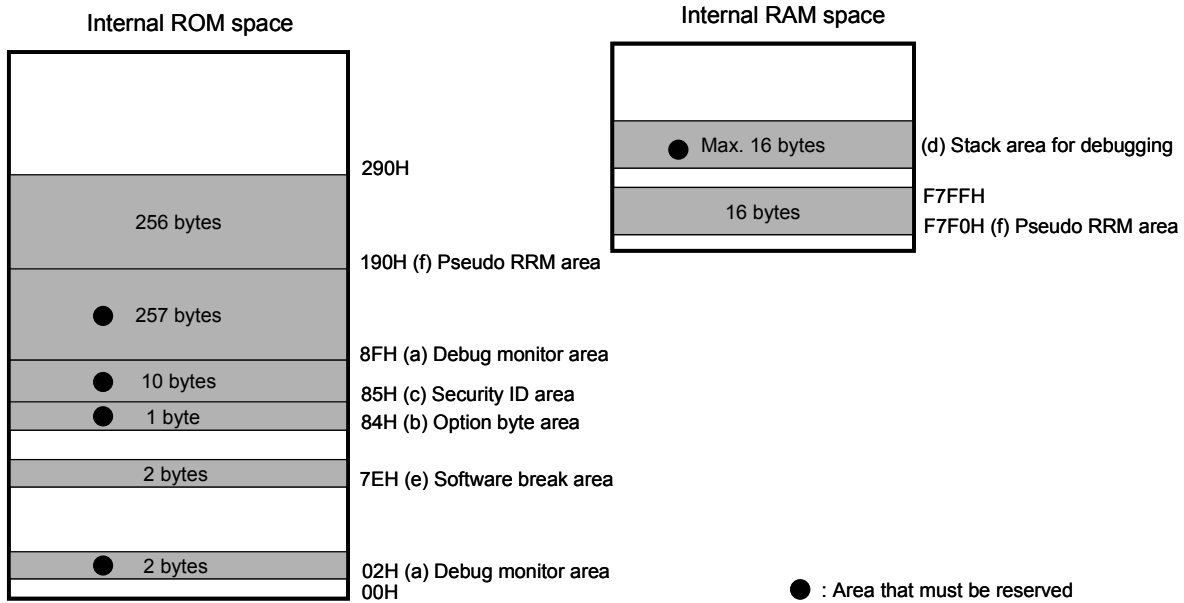 Internal ROM space
290H
256 bytes
190H (f) Pseudo RRM area
257 bytes
8FH (a) Debug monitor area
10 bytes
85H (c) Security ID area
1 byte
84H (b) Option byte area
2 bytes
7EH (e) Software break area
2 bytes
02H (a) Debug monitor area
00H
Internal RAM space
Max. 16 bytes
(d) Stack area for debugging
F7FFH
16 bytes
F7F0H (f) Pseudo RRM area
: Area that must be reserved